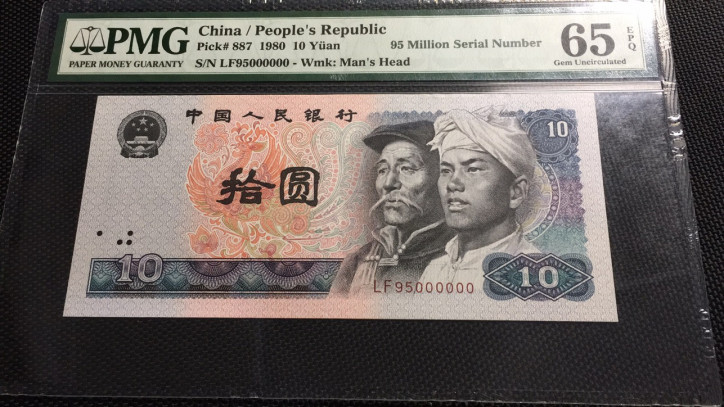 PMG
PAPER MONEY GUARANTY
China / People's Republic
Pick# 887 1980 10 Yüan
95 Million Serial Number
S/N LF95000000 - Wmk: Man's Head
65 EPQ
Gem Uncirculated
中国人民银行
10
拾圆
10
LF95000000
10